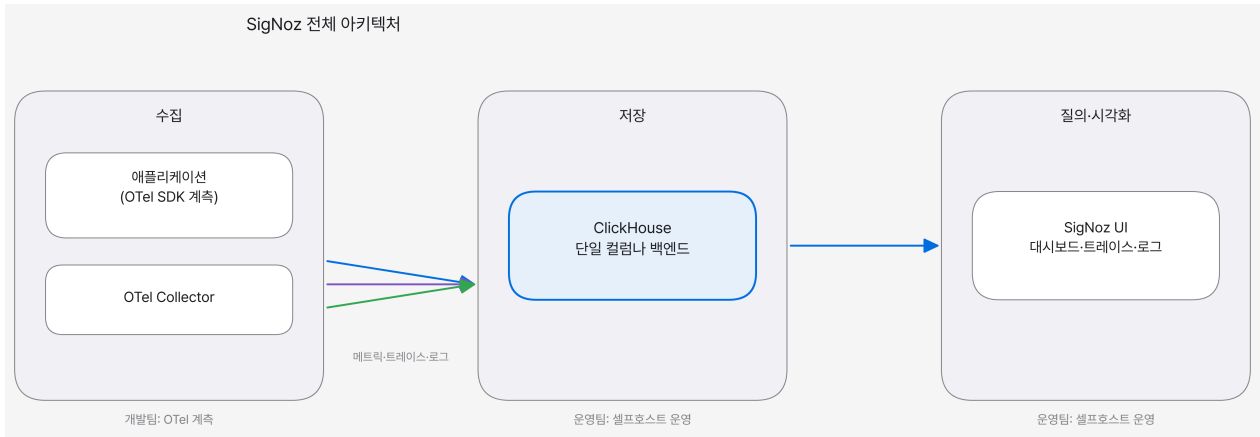 SigNoz 전체 아키텍처
수집
애플리케이션
(OTel SDK 계측)
OTel Collector
메트릭·트레이스·로그
개발팀: OTel 계측
저장
ClickHouse
단일 컬럼나 백엔드
운영팀: 셀프호스트 운영
질의·시각화
SigNoz UI
대시보드·트레이스·로그
운영팀: 셀프호스트 운영